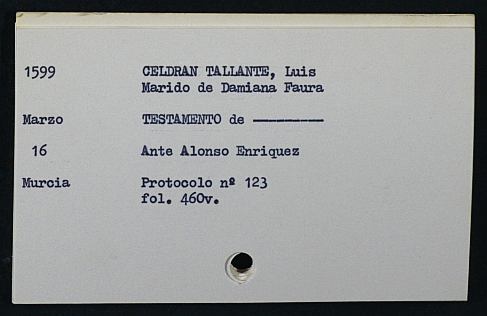 1599 CELDRAN TALLANTE, Luis
Marido de Damiana Faura
Marzo TESTAMENTO de ---------
16 Ante Alonso Enriquez
Murcia Protocolo nº 123
fol. 460v.